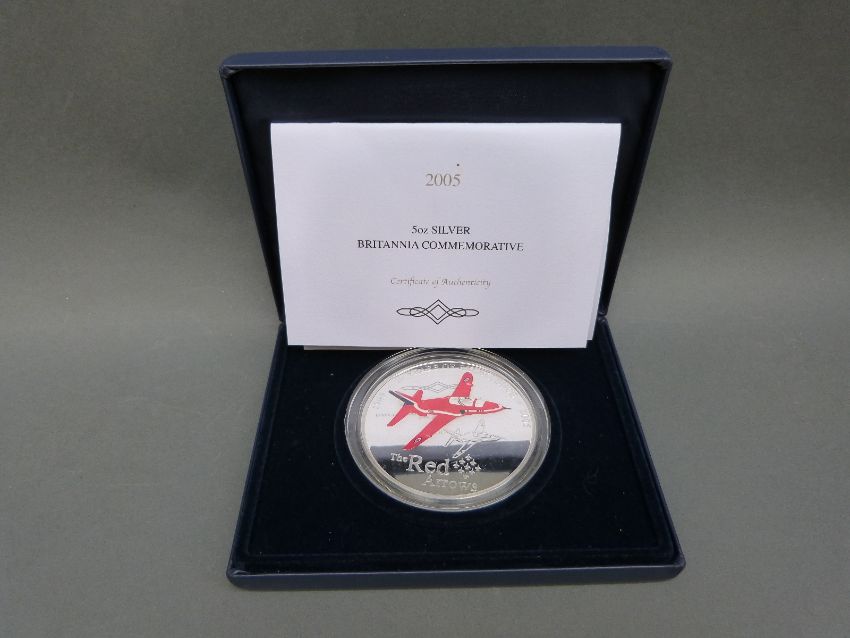 2005
5oz SILVER
BRITANNIA COMMEMORATIVE
Certificate of Authenticity
The Red
Arrows